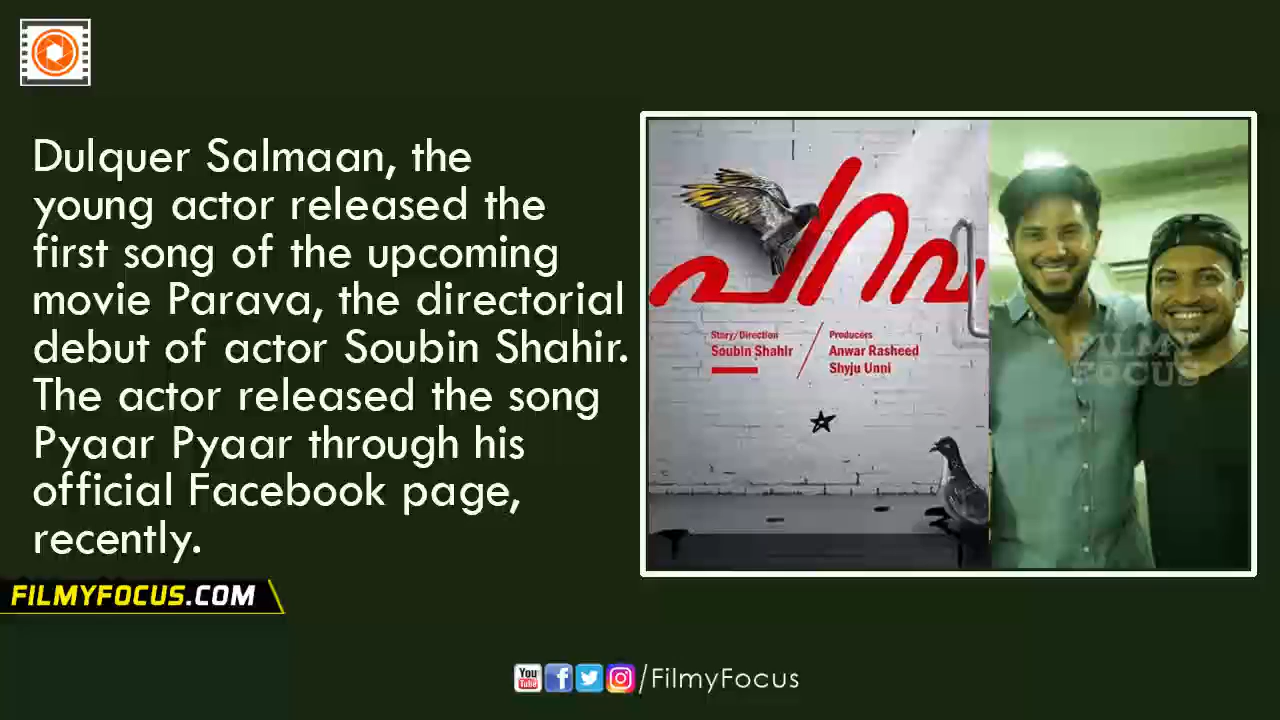 Dulquer Salmaan, the
young actor released the
first song of the upcoming
movie Parava, the directorial
debut of actor Soubin Shahir.
The actor released the song
Pyaar Pyaar through his
official Facebook page,
recently.
FILMYFOCUS.COM
പറവ
Story/Direction
Soubin Shahir
Producers
Anwar Rasheed
Shyju Unni
FILMY
FOCUS
You
Tube
/FilmyFocus